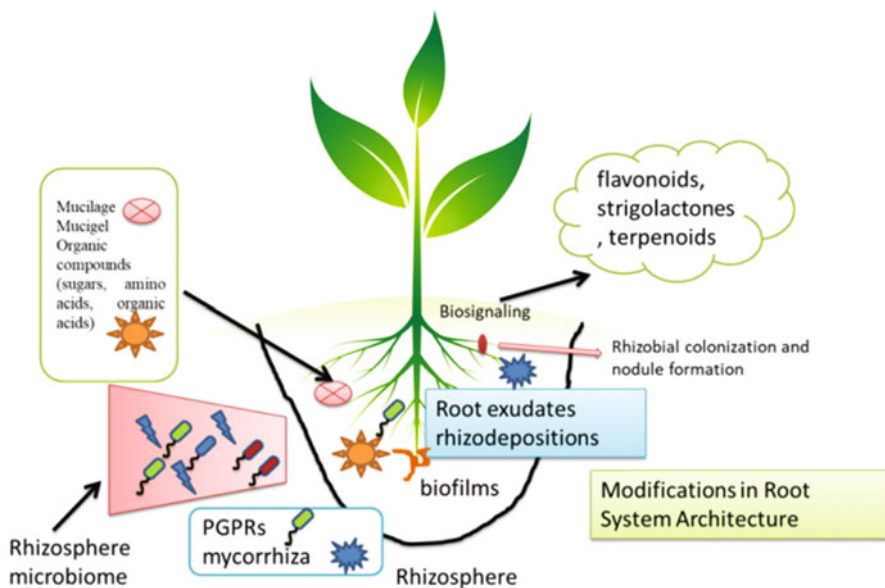 Mucilage
Mucigel
Organic
compounds
(sugars, amino
acids, organic
acids)
flavonoids,
strigolactones
, terpenoids
Biosignaling
Rhizobial colonization and
nodule formation
Root exudates
rhizodepositions
biofilms
Modifications in Root
System Architecture
PGPRs
mycorrhiza
Rhizosphere
microbiome
Rhizosphere